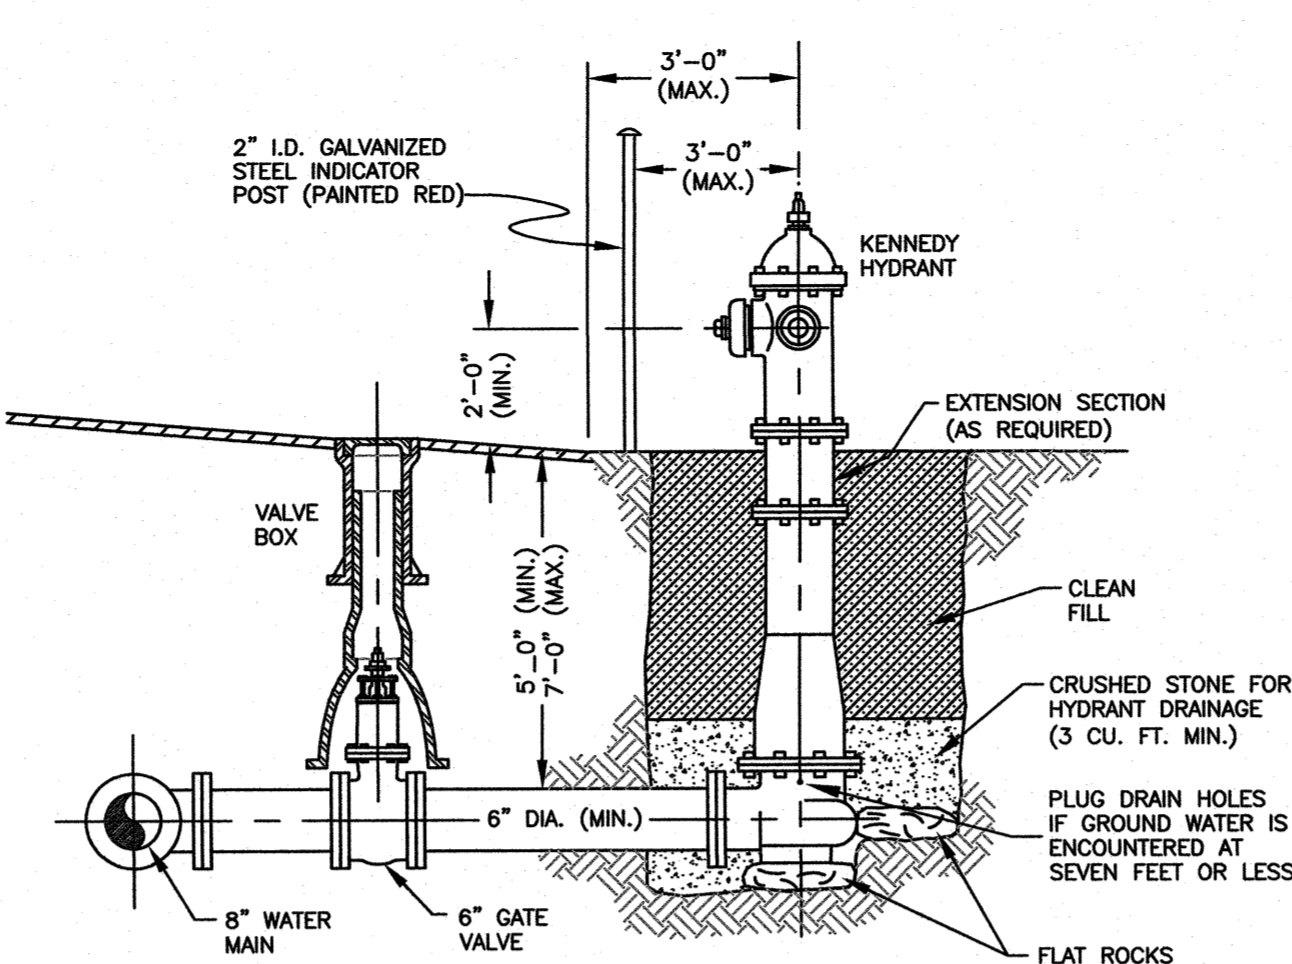 3'-0"
(MAX.)
2" I.D. GALVANIZED
STEEL INDICATOR
POST (PAINTED RED)
3'-0"
(MAX.)
KENNEDY
HYDRANT
2'-0"
(MIN.)
EXTENSION SECTION
(AS REQUIRED)
VALVE
BOX
5'-0" (MIN.)
7'-0" (MAX.)
CLEAN
FILL
CRUSHED STONE FOR
HYDRANT DRAINAGE
(3 CU. FT. MIN.)
6" DIA. (MIN.)
PLUG DRAIN HOLES
IF GROUND WATER IS
ENCOUNTERED AT
SEVEN FEET OR LESS
8" WATER
MAIN
6" GATE
VALVE
FLAT ROCKS